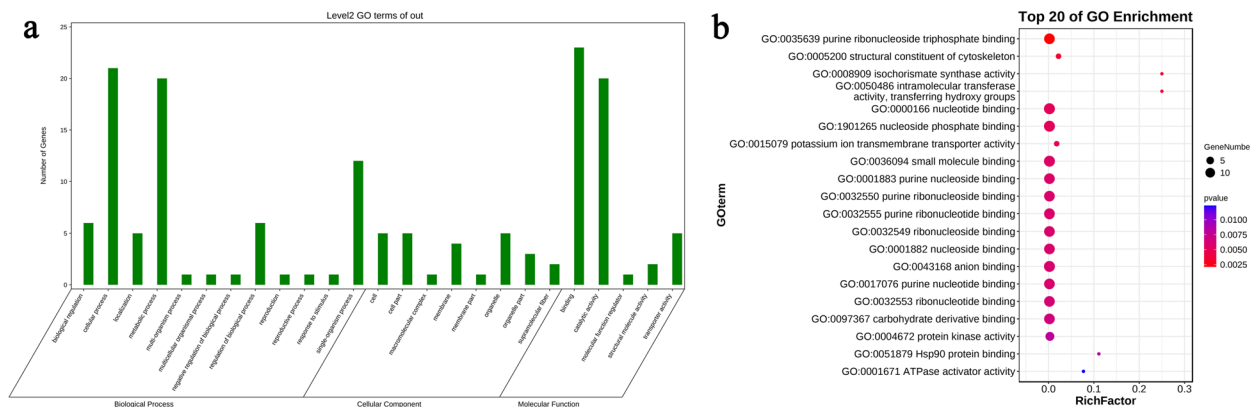 a
Level2 GO terms of out
25
20
15
10
5
0
Number of Genes
biological regulation
cellular process
localization
metabolic process
multi-organism process
multicellular organismal process
negative regulation of biological process
regulation of biological process
reproduction
reproductive process
response to stimulus
single-organism process
cell
cell part
macromolecular complex
membrane
membrane part
organelle
organelle part
supramolecular fiber
binding
catalytic activity
molecular function regulator
structural molecule activity
transporter activity
Biological Process
Cellular Component
Molecular Function
b
Top 20 of GO Enrichment
GOterm
GO:0035639 purine ribonucleoside triphosphate binding
GO:0005200 structural constituent of cytoskeleton
GO:0008909 isochorismate synthase activity
GO:0050486 intramolecular transferase
activity, transferring hydroxy groups
GO:0000166 nucleotide binding
GO:1901265 nucleoside phosphate binding
GO:0015079 potassium ion transmembrane transporter activity
GO:0036094 small molecule binding
GO:0001883 purine nucleoside binding
GO:0032550 purine ribonucleoside binding
GO:0032555 purine ribonucleotide binding
GO:0032549 ribonucleoside binding
GO:0001882 nucleoside binding
GO:0043168 anion binding
GO:0017076 purine nucleotide binding
GO:0032553 ribonucleotide binding
GO:0097367 carbohydrate derivative binding
GO:0004672 protein kinase activity
GO:0051879 Hsp90 protein binding
GO:0001671 ATPase activator activity
0.0 0.1 0.2 0.3
RichFactor
GeneNumbe
5
10
pvalue
0.0100
0.0075
0.0050
0.0025